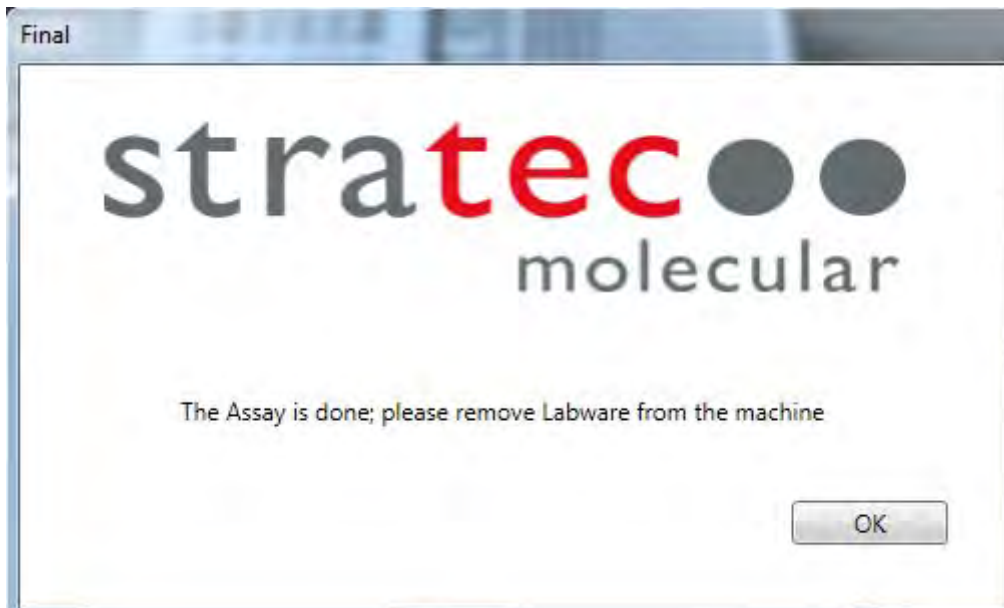 Final
stratec
molecular
The Assay is done; please remove Labware from the machine
OK